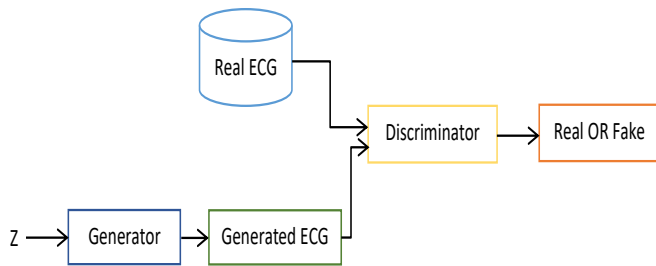 Real ECG
Discriminator
Real OR Fake
Z
Generator
Generated ECG